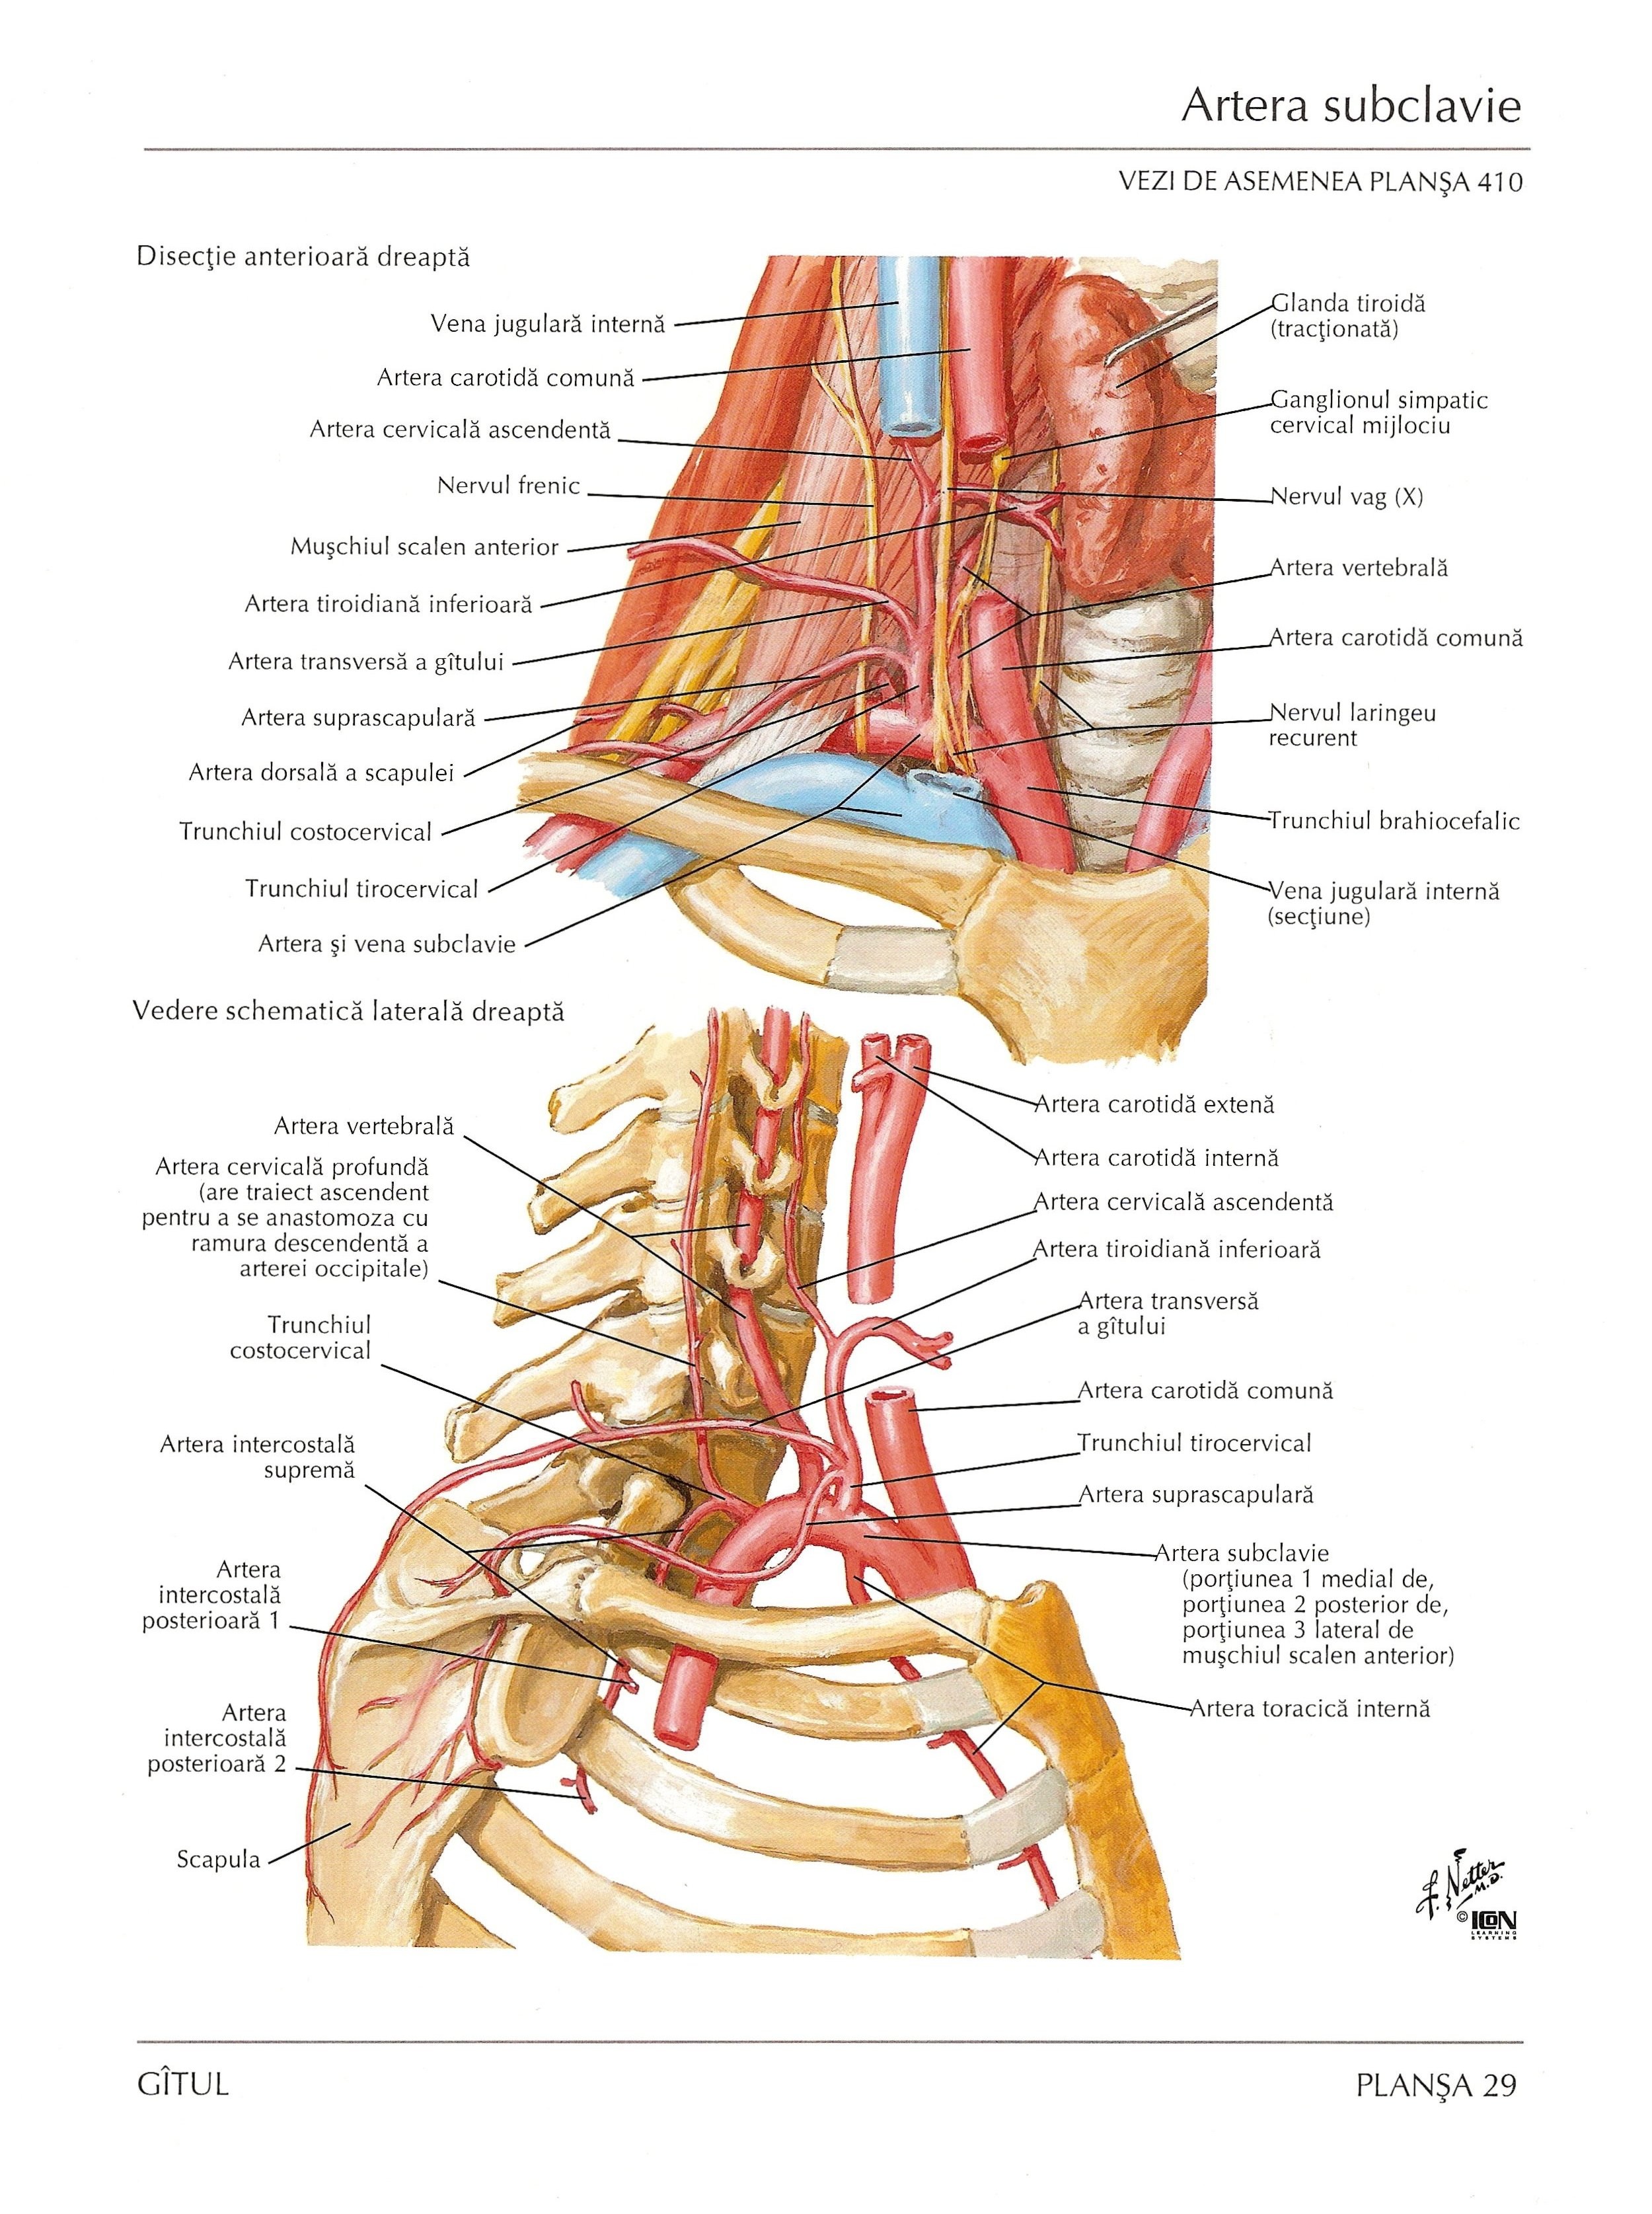 Artera subclavie
VEZI DE ASEMENEA PLANŞA 410
Disecţie anterioară dreaptă
Vena jugulară internă
Artera carotidă comună
Artera cervicală ascendentă
Nervul frenic
Muşchiul scalen anterior
Artera tiroidiană inferioară
Artera transversă a gîtului
Artera suprascapulară
Artera dorsală a scapulei
Trunchiul costocervical
Trunchiul tirocervical
Artera şi vena subclavie
Glanda tiroidă
(tracţionată)
Ganglionul simpatic
cervical mijlociu
Nervul vag (X)
Artera vertebrală
Artera carotidă comună
Nervul laringeu
recurent
Trunchiul brahiocefalic
Vena jugulară internă
(secţiune)
Vedere schematică laterală dreaptă
Artera vertebrală
Artera cervicală profundă
(are traiect ascendent
pentru a se anastomoza cu
ramura descendentă a
arterei occipitale)
Trunchiul
costocervical
Artera intercostală
supremă
Artera
intercostală
posterioară 1
Artera
intercostală
posterioară 2
Scapula
Artera carotidă extenă
Artera carotidă internă
Artera cervicală ascendentă
Artera tiroidiană inferioară
Artera transversă
a gîtului
Artera carotidă comună
Trunchiul tirocervical
Artera suprascapulară
Artera subclavie
(porţiunea 1 medial de,
porţiunea 2 posterior de,
porţiunea 3 lateral de
muşchiul scalen anterior)
Artera toracică internă
F. Netter
M.D.
© ICON
LEARNING
SYSTEMS
GÎTUL
PLANŞA 29